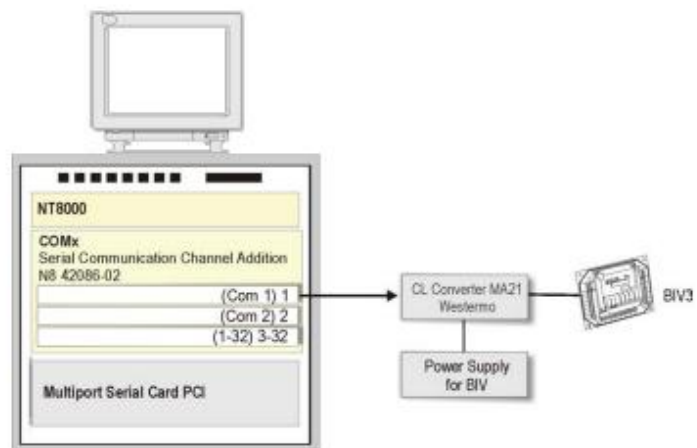 NT8000
COMx
Serial Communication Channel Addition
N8 42086-02
(Com 1) 1
(Com 2) 2
(1-32) 3-32
Multiport Serial Card PCI
CL Converter MA21
Westermo
Power Supply
for BIV
BIV3